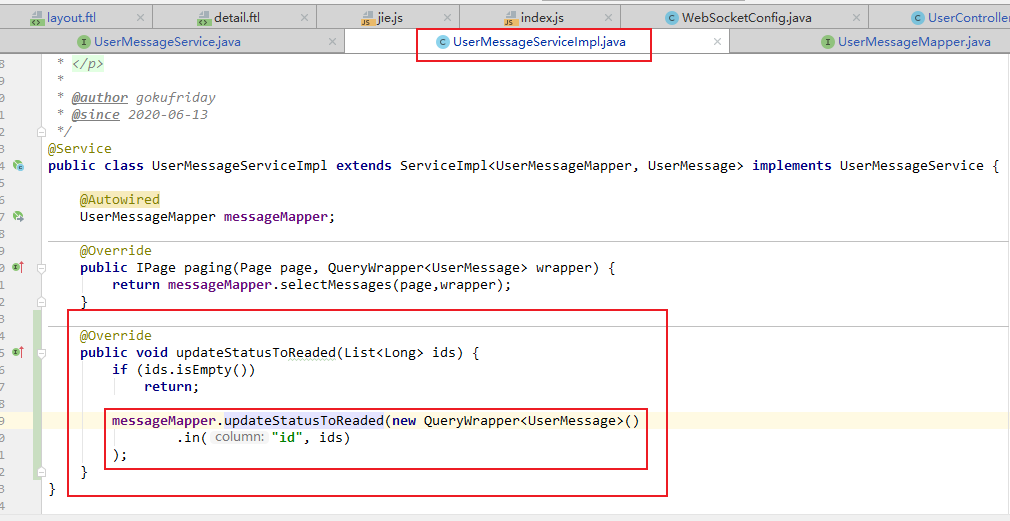 layout.ftl detail.ftl jie.js index.js WebSocketConfig.java UserController
UserMessageService.java UserMessageServiceImpl.java UserMessageMapper.java
8 * </p>
9 *
0 * @author gokufriday
1 * @since 2020-06-13
2 */
3 @Service
4 public class UserMessageServiceImpl extends ServiceImpl<UserMessageMapper, UserMessage> implements UserMessageService {
5
6 @Autowired
7 UserMessageMapper messageMapper;
8
9 @Override
0 public IPage paging(Page page, QueryWrapper<UserMessage> wrapper) {
1 return messageMapper.selectMessages(page,wrapper);
2 }
3
4 @Override
5 public void updateStatusToReaded(List<Long> ids) {
6 if (ids.isEmpty())
7 return;
8
9 messageMapper.updateStatusToReaded(new QueryWrapper<UserMessage>()
0 .in( column: "id", ids)
1 );
2 }
3 }
4